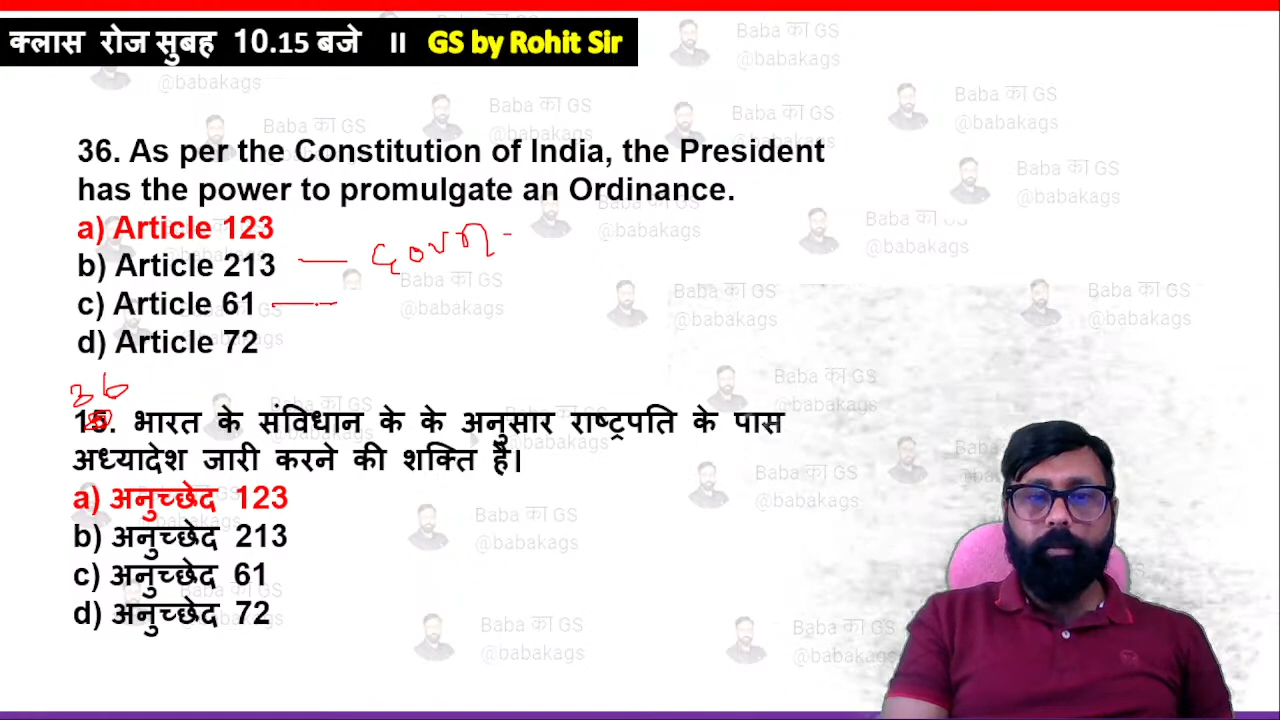 क्लास रोज सुबह 10.15 बजे II GS by Rohit Sir
36. As per the Constitution of India, the President
has the power to promulgate an Ordinance.
a) Article 123
b) Article 213 — Govn
c) Article 61 —
d) Article 72
36
15. भारत के संविधान के के अनुसार राष्ट्रपति के पास
अध्यादेश जारी करने की शक्ति है।
a) अनुच्छेद 123
b) अनुच्छेद 213
c) अनुच्छेद 61
d) अनुच्छेद 72
Baba का GS
@babakags